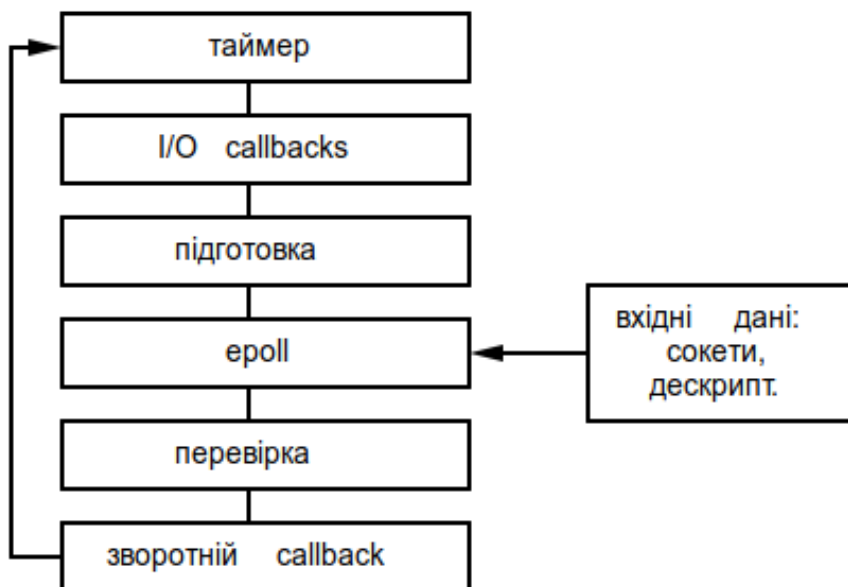 таймер
I/O callbacks
підготовка
epoll
вхідні дані:
сокети,
дескрипт.
перевірка
зворотній callback